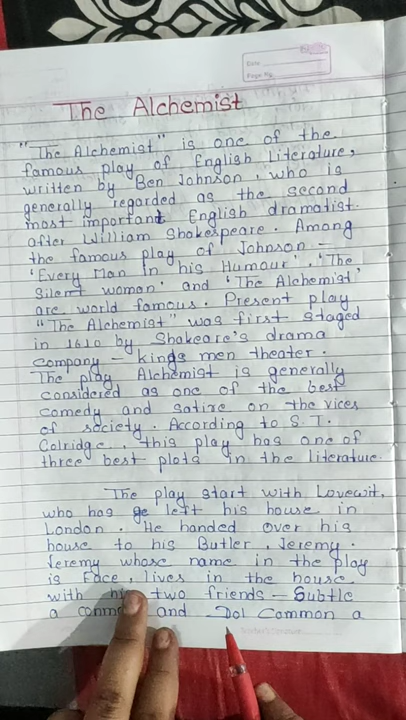 Date
Page No.
The Alchemist
"The Alchemist" is one of the
famous play of English Literature,
written by Ben Johnson, who is
generally regarded as the second
most important English dramatist
after William Shakespeare. Among
the famous play of Johnson -
'Every Man in his Humour', 'The
Silent woman' and 'The Alchemist'
are world famous. Present play
"The Alchemist" was first staged
in 1610 by Shakeare's drama
company - kings men theater.
The play Alchemist is generally
considered as one of the best
comedy and satire on the vices
of society. According to S.T.
Colridge, this play has one of
three best plots in the literature.
The play start with Lovewit,
who has left his house in
London. He handed over his
house to his Butler, Jeremy.
Jeremy whose name in the play
is Face, lives in the house
with his two friends - Subtle
a and Dol Common a